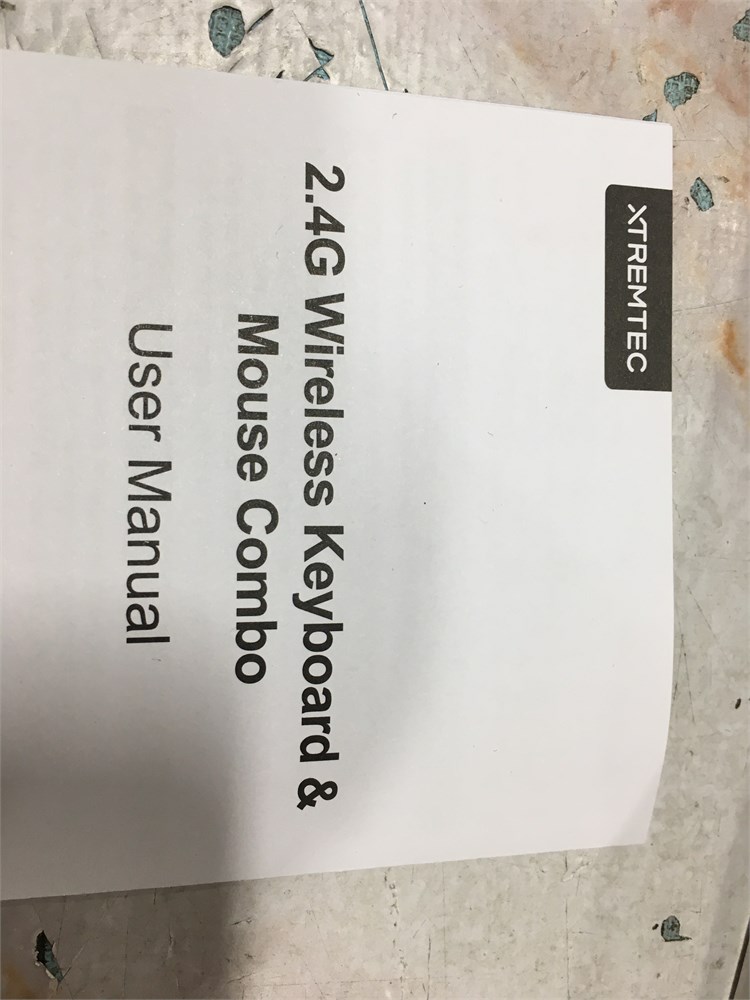 XTREMTEC
2.4G Wireless Keyboard &
Mouse Combo
User Manual